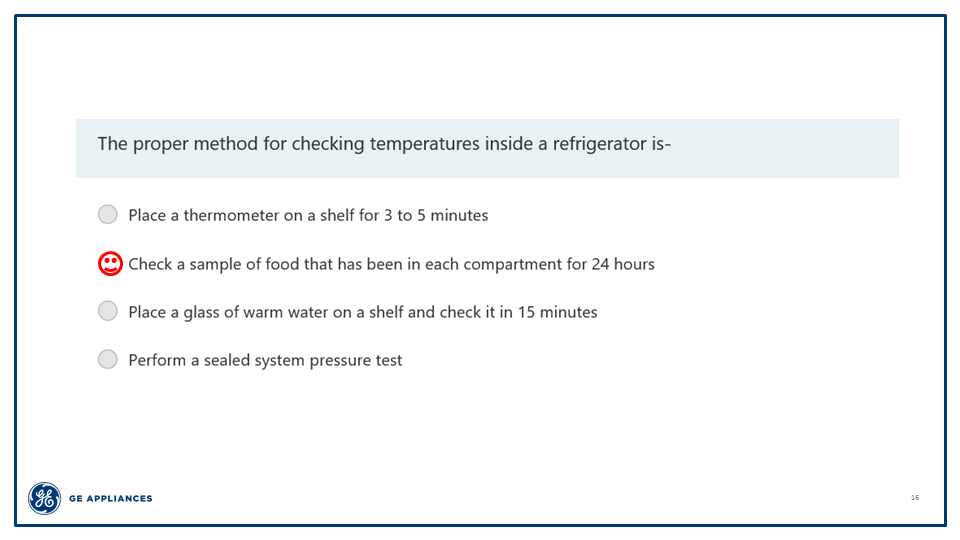 The proper method for checking temperatures inside a refrigerator is-
Place a thermometer on a shelf for 3 to 5 minutes
Check a sample of food that has been in each compartment for 24 hours
Place a glass of warm water on a shelf and check it in 15 minutes
Perform a sealed system pressure test
GE GE APPLIANCES
16